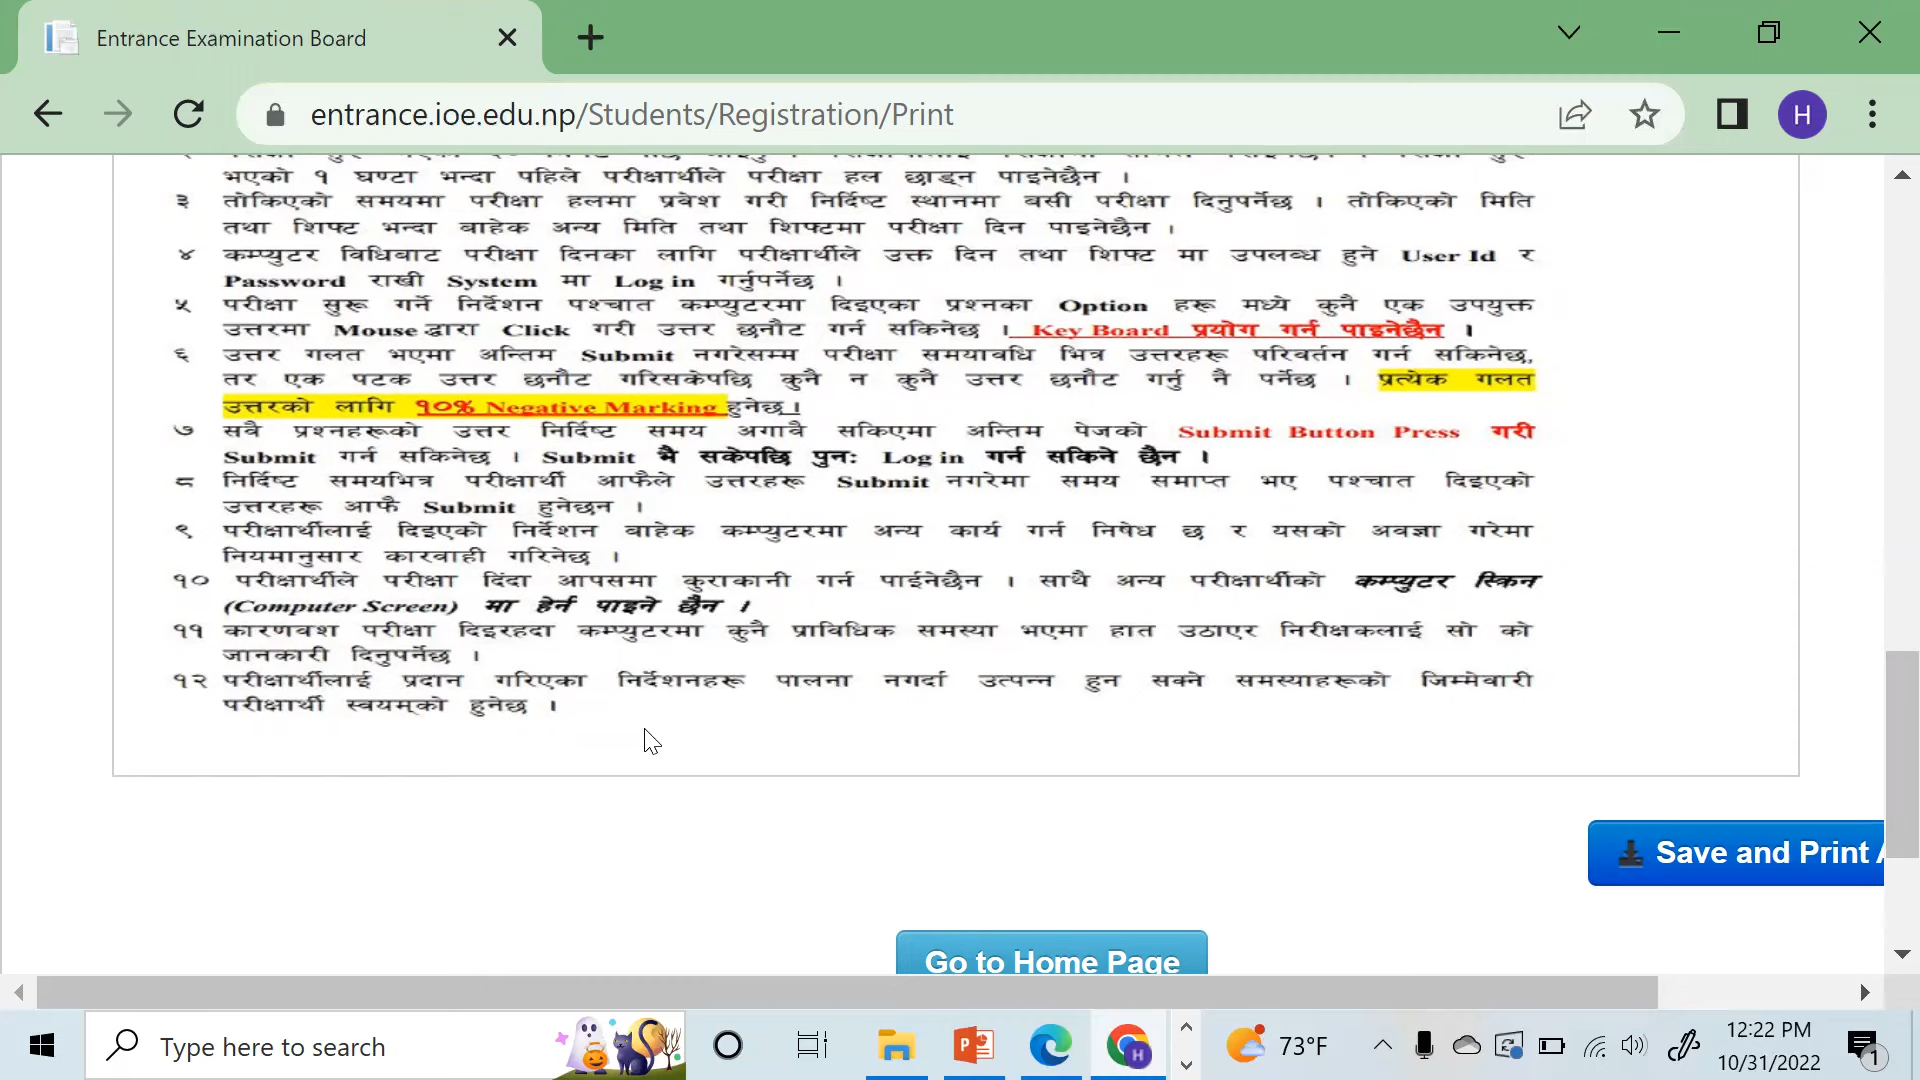 Entrance Examination Board
entrance.ioe.edu.np/Students/Registration/Print
H
भएको १ घण्टा भन्दा पहिले परीक्षार्थीले परीक्षा हल छाड्न पाइनेछैन ।
३ तोकिएको समयमा परीक्षा हलमा प्रवेश गरी निर्दिष्ट स्थानमा बसी परीक्षा दिनुपर्नेछ । तोकिएको मिति
तथा शिफ्ट भन्दा बाहेक अन्य मिति तथा शिफ्टमा परीक्षा दिन पाइनेछैन ।
४ कम्प्युटर विधिबाट परीक्षा दिनका लागि परीक्षार्थीले उक्त दिन तथा शिफ्ट मा उपलब्ध हुने User Id र
Password राखी System मा Log in गर्नुपर्नेछ ।
५ परीक्षा सुरू गर्ने निर्देशन पश्चात कम्प्युटरमा दिइएका प्रश्नका Option हरू मध्ये कुनै एक उपयुक्त
उत्तरमा Mouse द्वारा Click गरी उत्तर छनौट गर्न सकिनेछ । Key Board प्रयोग गर्न पाइनेछैन ।
६ उत्तर गलत भएमा अन्तिम Submit नगरेसम्म परीक्षा समयावधि भित्र उत्तरहरू परिवर्तन गर्न सकिनेछ,
तर एक पटक उत्तर छनौट गरिसकेपछि कुनै न कुनै उत्तर छनौट गर्नु नै पर्नेछ । प्रत्येक गलत
उत्तरको लागि १०% Negative Marking हुनेछ ।
७ सबै प्रश्नहरूको उत्तर निर्दिष्ट समय अगावै सकिएमा अन्तिम पेजको Submit Button Press गरी
Submit गर्न सकिनेछ । Submit भै सकेपछि पुन: Log in गर्न सकिने छैन ।
८ निर्दिष्ट समयभित्र परीक्षार्थी आफैले उत्तरहरू Submit नगरेमा समय समाप्त भए पश्चात दिइएको
उत्तरहरू आफै Submit हुनेछन ।
९ परीक्षार्थीलाई दिइएको निर्देशन बाहेक कम्प्युटरमा अन्य कार्य गर्न निषेध छ र यसको अवज्ञा गरेमा
नियमानुसार कारवाही गरिनेछ ।
१० परीक्षार्थीले परीक्षा दिंदा आपसमा कुराकानी गर्न पाईनेछैन । साथै अन्य परीक्षार्थीको कम्प्युटर स्क्रिन
(Computer Screen) मा हेर्न पाइने छैन ।
११ कारणवश परीक्षा दिइरहदा कम्प्युटरमा कुनै प्राविधिक समस्या भएमा हात उठाएर निरीक्षकलाई सो को
जानकारी दिनुपर्नेछ ।
१२ परीक्षार्थीलाई प्रदान गरिएका निर्देशनहरू पालना नगर्दा उत्पन्न हुन सक्ने समस्याहरूको जिम्मेवारी
परीक्षार्थी स्वयम्को हुनेछ ।
Save and Print
Go to Home Page
Type here to search
H
73°F
12:22 PM
10/31/2022
1